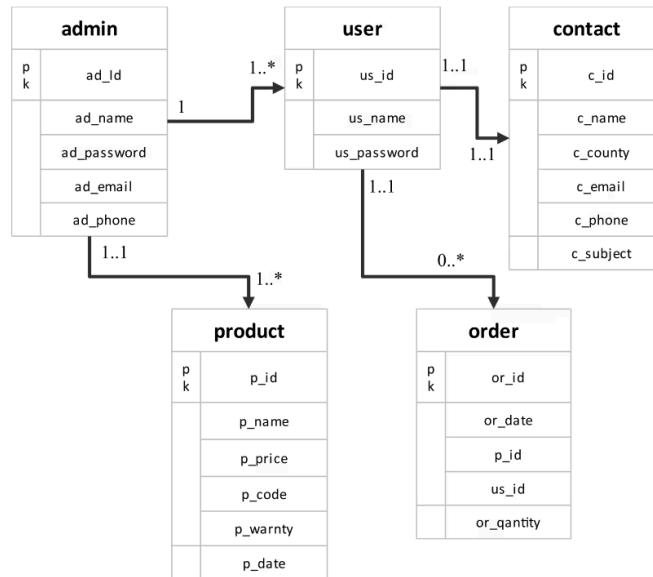 admin
pk
ad_Id
ad_name
ad_password
ad_email
ad_phone
1
1..*
user
pk
us_id
us_name
us_password
1..1
1..1
contact
pk
c_id
c_name
c_county
c_email
c_phone
c_subject
1..1
1..*
1..1
0..*
product
pk
p_id
p_name
p_price
p_code
p_warnty
p_date
order
pk
or_id
or_date
p_id
us_id
or_qantity